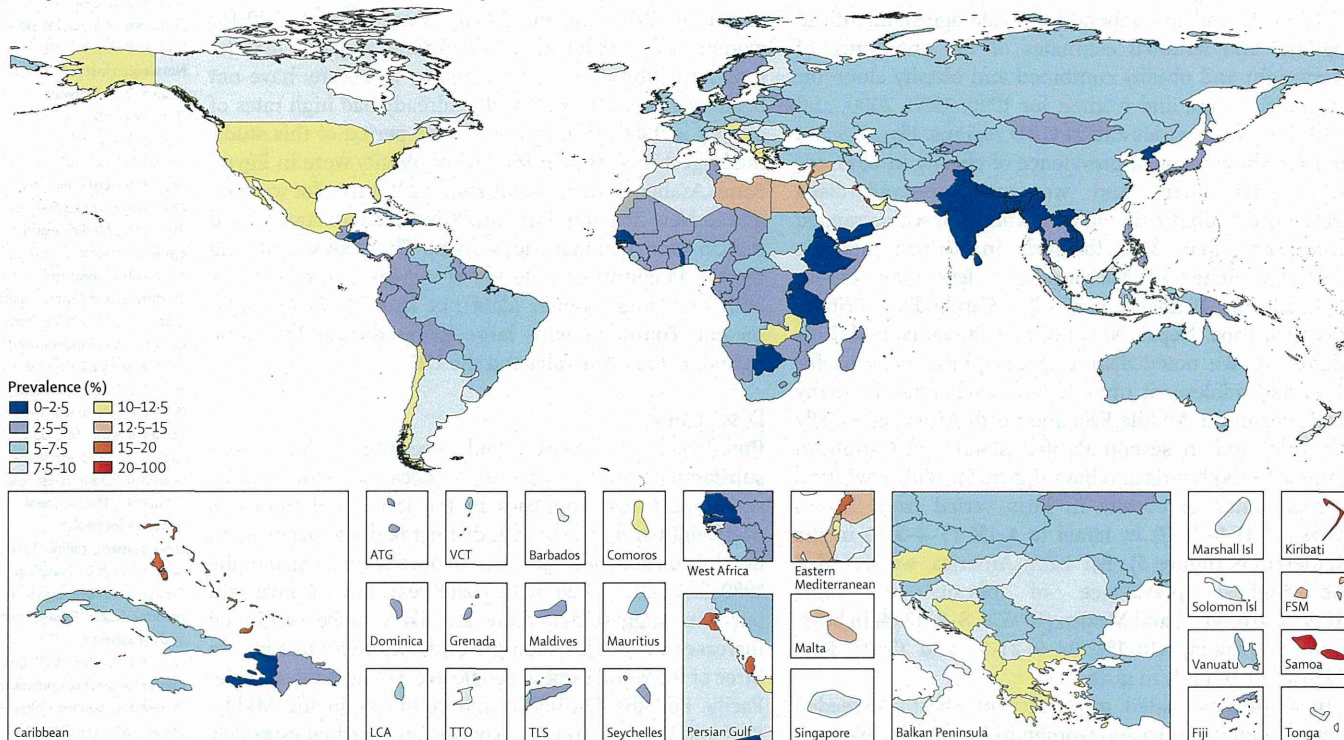 Prevalence (%)
0–2·5
2·5–5
5–7·5
7·5–10
10–12·5
12·5–15
15–20
20–100
Caribbean
ATG
VCT
Barbados
Comoros
West Africa
Eastern
Mediterranean
Marshall Isl
Kiribati
Dominica
Grenada
Maldives
Mauritius
Malta
Solomon Isl
FSM
Vanuatu
Samoa
LCA
TTO
TLS
Seychelles
Persian Gulf
Singapore
Balkan Peninsula
Fiji
Tonga